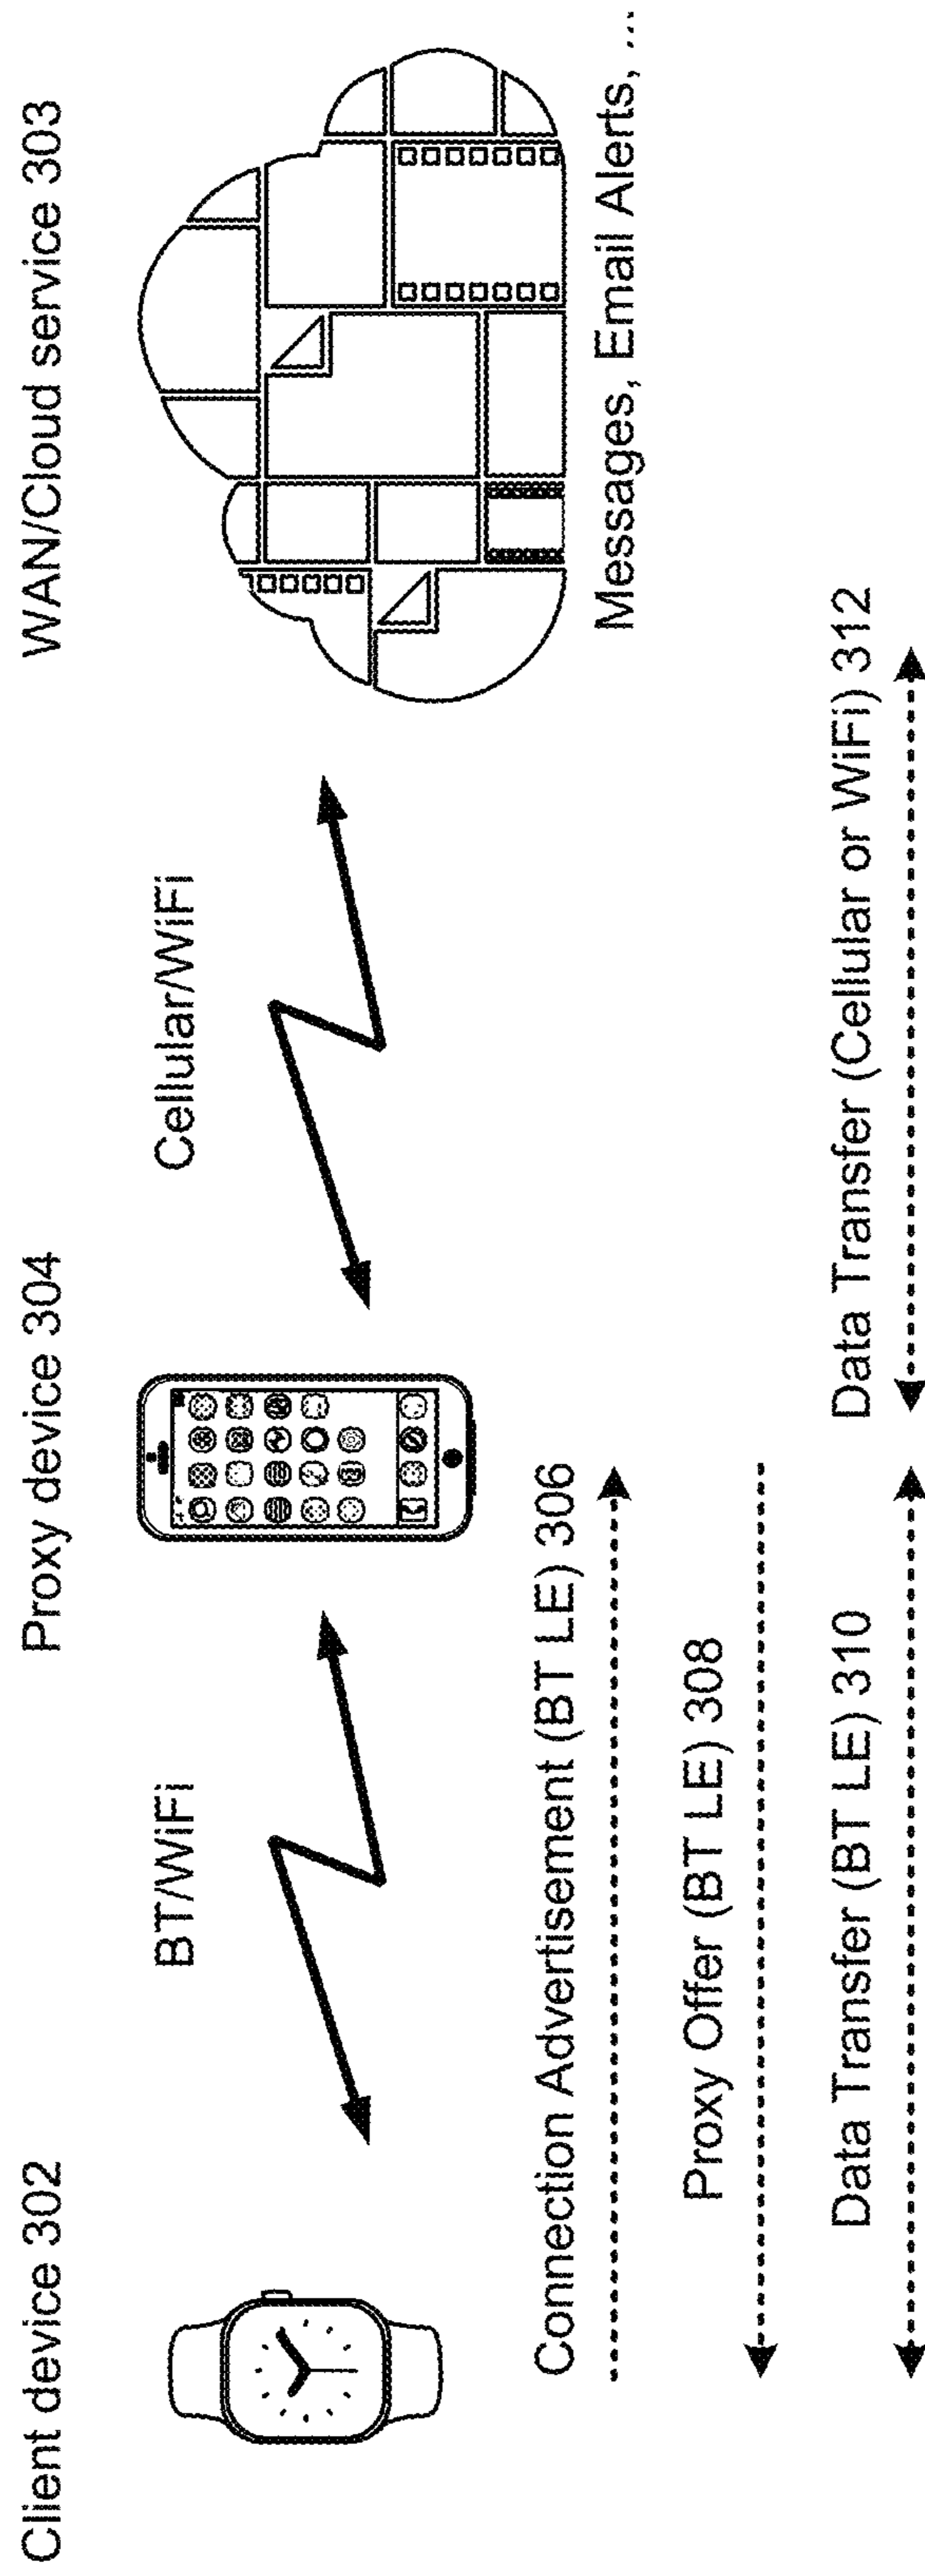 Client device 302
Proxy device 304
WAN/Cloud service 303
BT/WiFi
Cellular/WiFi
Messages, Email Alerts, ...
Connection Advertisement (BT LE) 306
Proxy Offer (BT LE) 308
Data Transfer (BT LE) 310
Data Transfer (Cellular or WiFi) 312